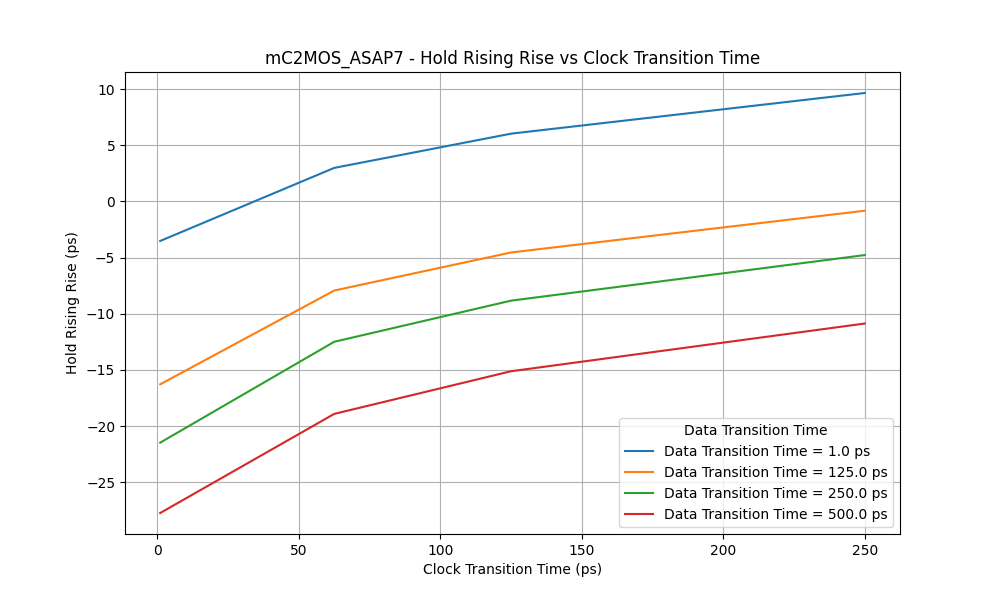 mC2MOS_ASAP7 - Hold Rising Rise vs Clock Transition Time
Hold Rising Rise (ps)
10
5
0
−5
−10
−15
−20
−25
0 50 100 150 200 250
Clock Transition Time (ps)
Data Transition Time
Data Transition Time = 1.0 ps
Data Transition Time = 125.0 ps
Data Transition Time = 250.0 ps
Data Transition Time = 500.0 ps